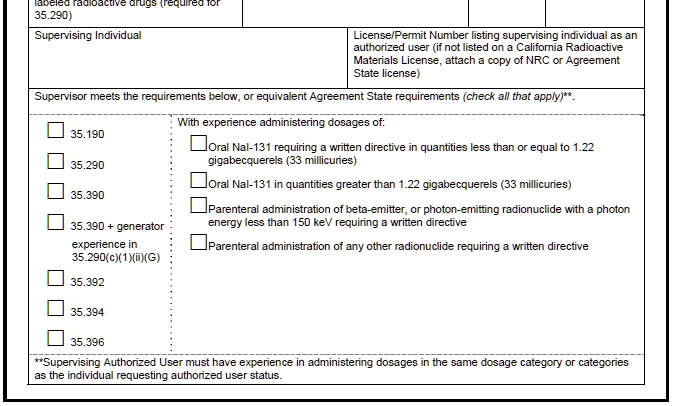 labeled radioactive drugs (required for
35.290)
Supervising Individual
License/Permit Number listing supervising individual as an
authorized user (if not listed on a California Radioactive
Materials License, attach a copy of NRC or Agreement
State license)
Supervisor meets the requirements below, or equivalent Agreement State requirements (check all that apply)**.
35.190
35.290
35.390
35.390 + generator
experience in
35.290(c)(1)(ii)(G)
35.392
35.394
35.396
With experience administering dosages of:
Oral NaI-131 requiring a written directive in quantities less than or equal to 1.22
gigabecquerels (33 millicuries)
Oral NaI-131 in quantities greater than 1.22 gigabecquerels (33 millicuries)
Parenteral administration of beta-emitter, or photon-emitting radionuclide with a photon
energy less than 150 keV requiring a written directive
Parenteral administration of any other radionuclide requiring a written directive
**Supervising Authorized User must have experience in administering dosages in the same dosage category or categories
as the individual requesting authorized user status.